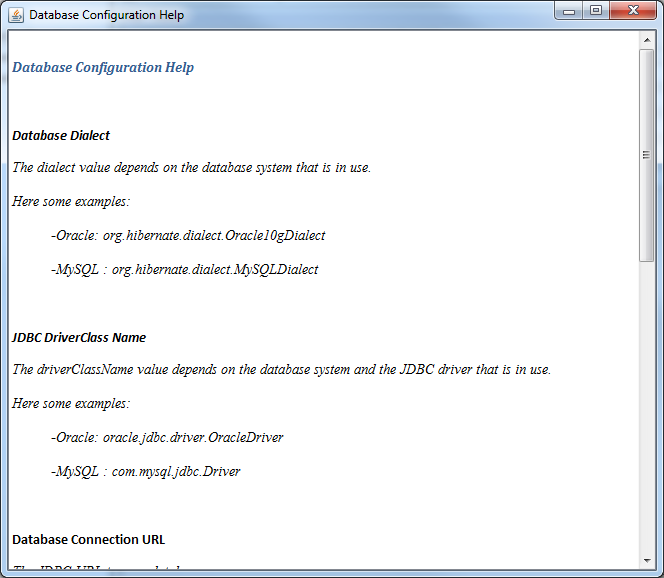 Database Configuration Help
Database Configuration Help
Database Dialect
The dialect value depends on the database system that is in use.
Here some examples:
-Oracle: org.hibernate.dialect.Oracle10gDialect
-MySQL : org.hibernate.dialect.MySQLDialect
JDBC DriverClass Name
The driverClassName value depends on the database system and the JDBC driver that is in use.
Here some examples:
-Oracle: oracle.jdbc.driver.OracleDriver
-MySQL : com.mysql.jdbc.Driver
Database Connection URL
The JDBC URL